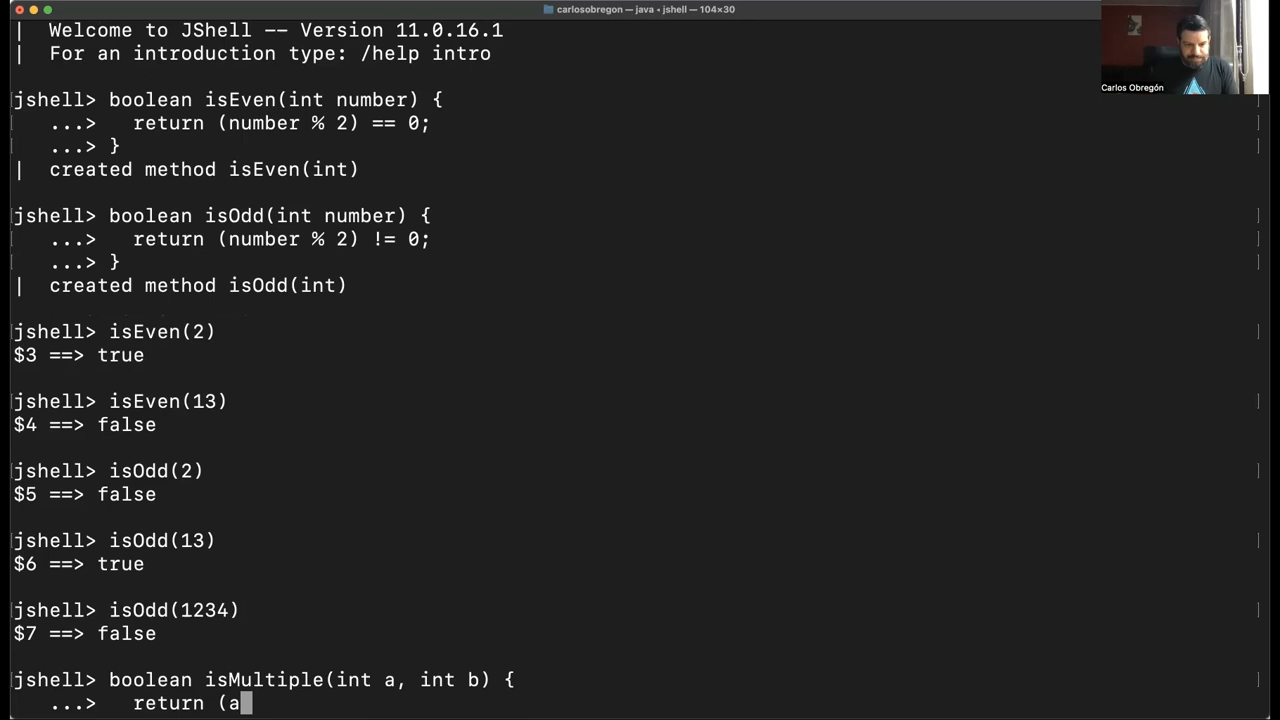 carlosobregon — java ◂ jshell — 104×30
|  Welcome to JShell -- Version 11.0.16.1
|  For an introduction type: /help intro
Carlos Obregón
jshell> boolean isEven(int number) {
   ...>   return (number % 2) == 0;
   ...> }
|  created method isEven(int)
jshell> boolean isOdd(int number) {
   ...>   return (number % 2) != 0;
   ...> }
|  created method isOdd(int)
jshell> isEven(2)
$3 ==> true
jshell> isEven(13)
$4 ==> false
jshell> isOdd(2)
$5 ==> false
jshell> isOdd(13)
$6 ==> true
jshell> isOdd(1234)
$7 ==> false
jshell> boolean isMultiple(int a, int b) {
   ...>   return (a